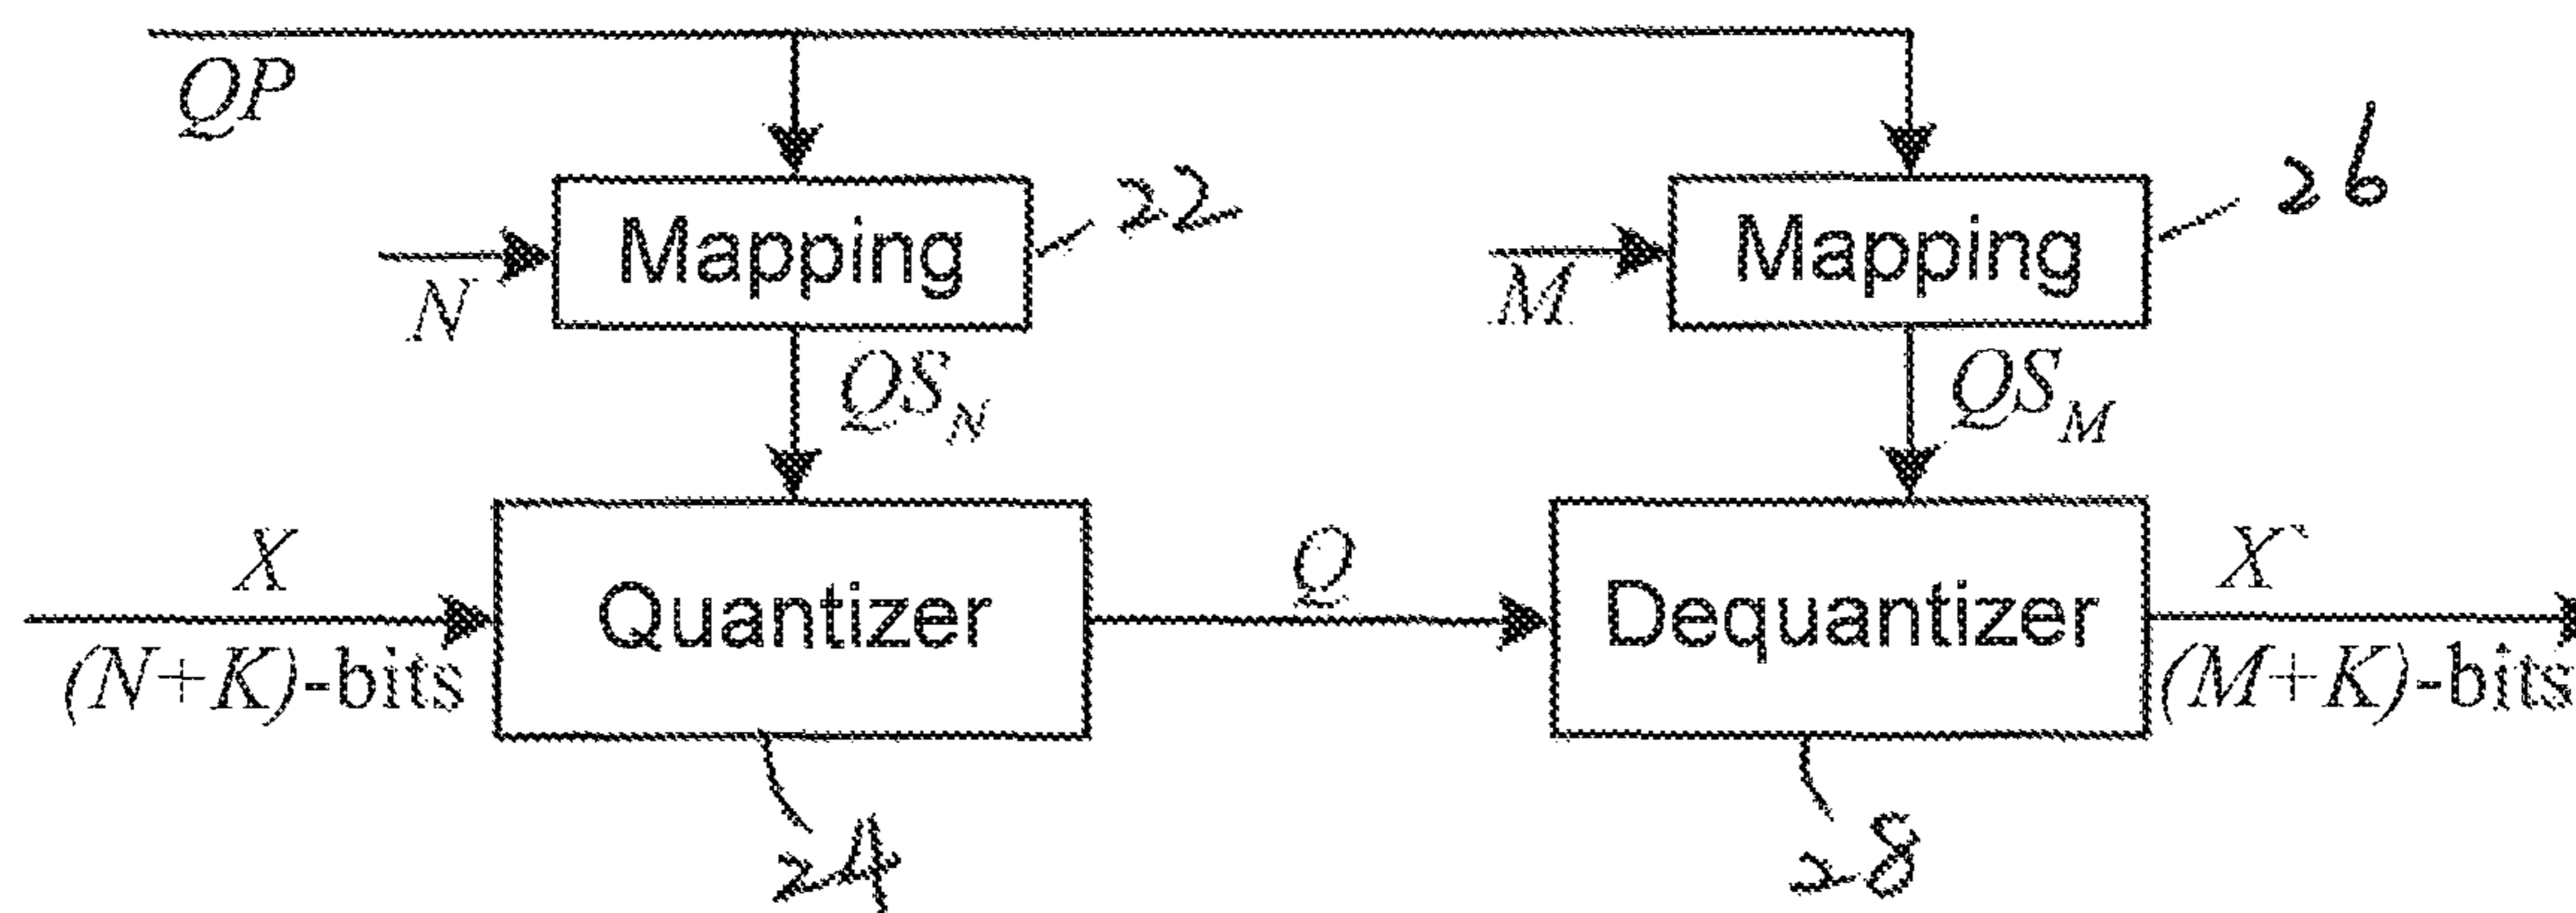 QP
Mapping 22 Mapping 26
N M
QS_N QS_M
X Q X`
Quantizer Dequantizer
(N+K)-bits (M+K)-bits
24 28